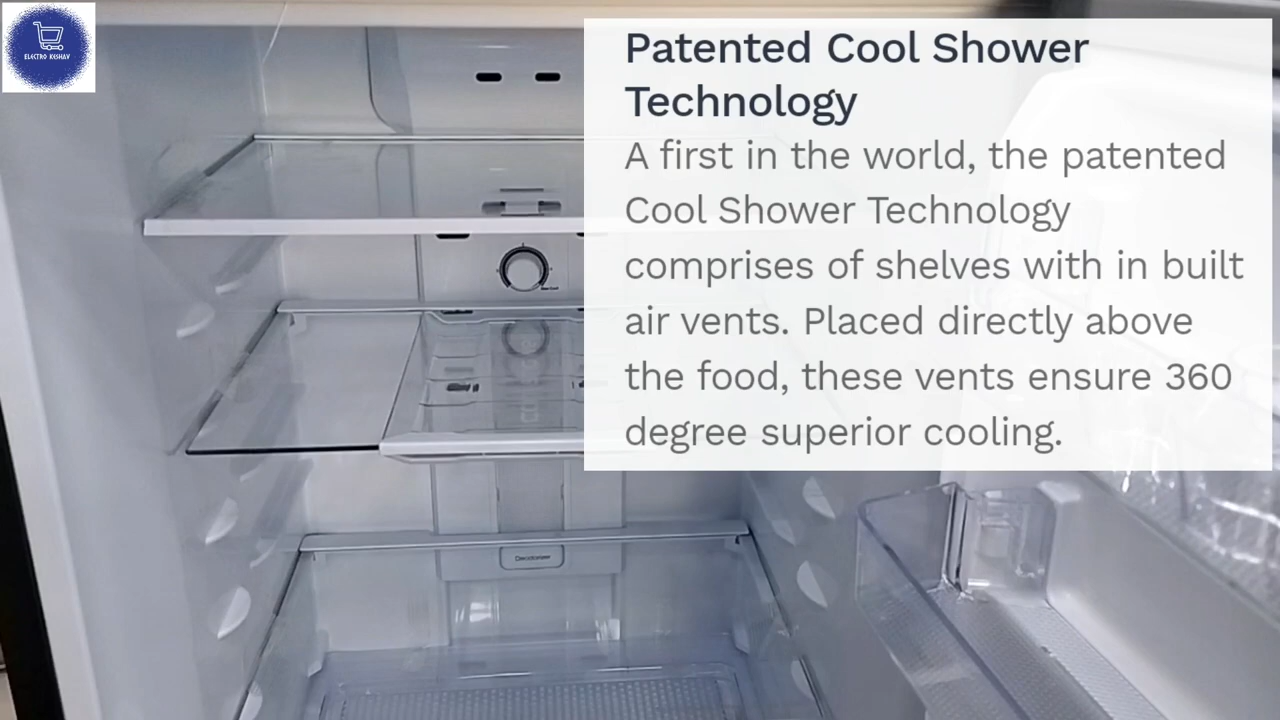 ELECTRO KESHAV
Patented Cool Shower
Technology
A first in the world, the patented
Cool Shower Technology
comprises of shelves with in built
air vents. Placed directly above
the food, these vents ensure 360
degree superior cooling.
Deodorizer